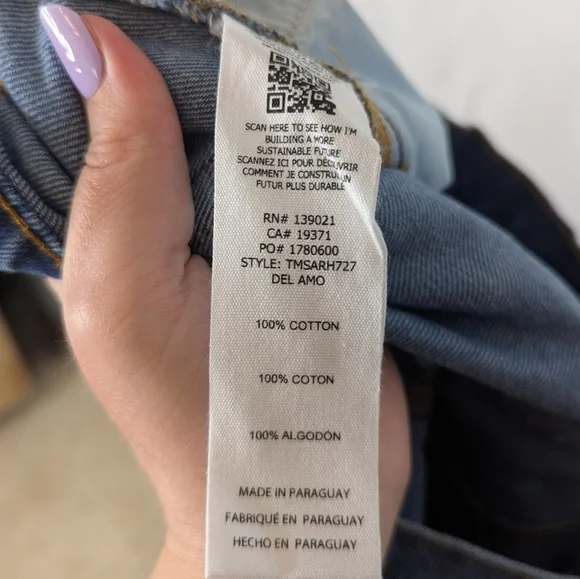 SCAN HERE TO SEE HOW I'M
BUILDING A MORE
SUSTAINABLE FUTURE
SCANNEZ ICI POUR DÉCOUVRIR
COMMENT JE CONSTRUIS UN
FUTUR PLUS DURABLE
RN# 139021
CA# 19371
PO# 1780600
STYLE: TMSARH727
DEL AMO
100% COTTON
100% COTON
100% ALGODÓN
MADE IN PARAGUAY
FABRIQUÉ EN PARAGUAY
HECHO EN PARAGUAY